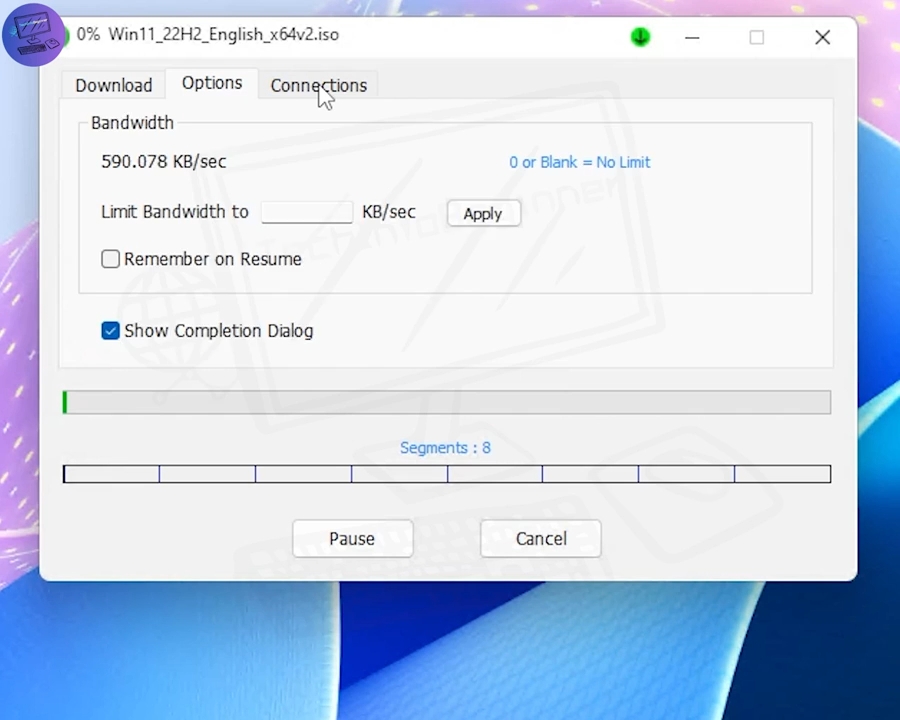 0% Win11_22H2_English_x64v2.iso
Download Options Connections
Bandwidth
590.078 KB/sec 0 or Blank = No Limit
Limit Bandwidth to KB/sec Apply
Remember on Resume
Show Completion Dialog
Segments : 8
Pause Cancel